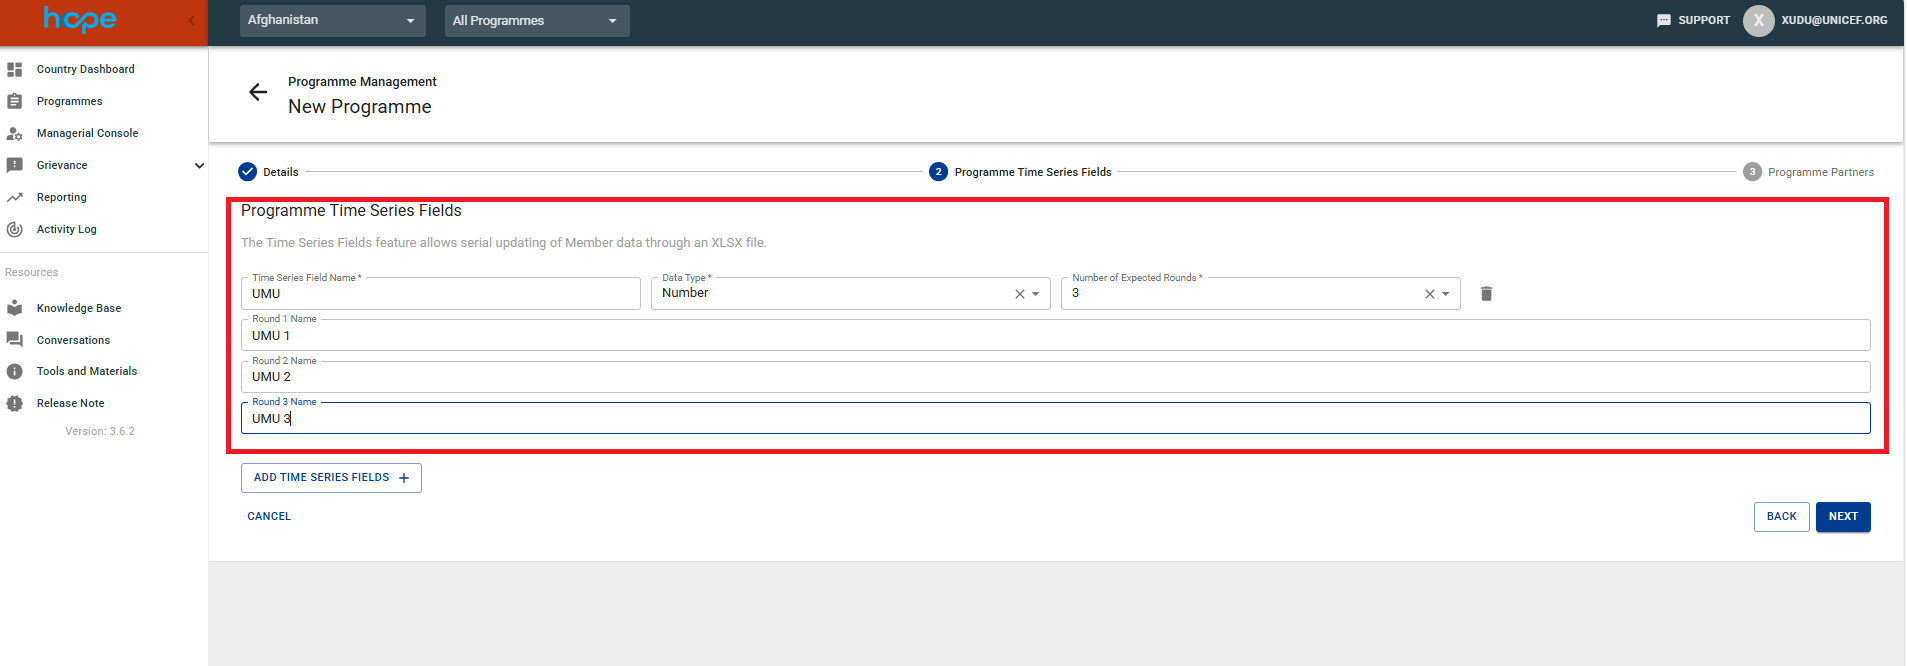 hope
Afghanistan
All Programmes
SUPPORT
X
XUDU@UNICEF.ORG
Country Dashboard
Programmes
Managerial Console
Grievance
Reporting
Activity Log
Resources
Knowledge Base
Conversations
Tools and Materials
Release Note
Version: 3.6.2
Programme Management
New Programme
Details
2 Programme Time Series Fields
3 Programme Partners
Programme Time Series Fields
The Time Series Fields feature allows serial updating of Member data through an XLSX file.
Time Series Field Name *
UMU
Data Type *
Number
Number of Expected Rounds *
3
Round 1 Name
UMU 1
Round 2 Name
UMU 2
Round 3 Name
UMU 3
ADD TIME SERIES FIELDS +
CANCEL
BACK
NEXT